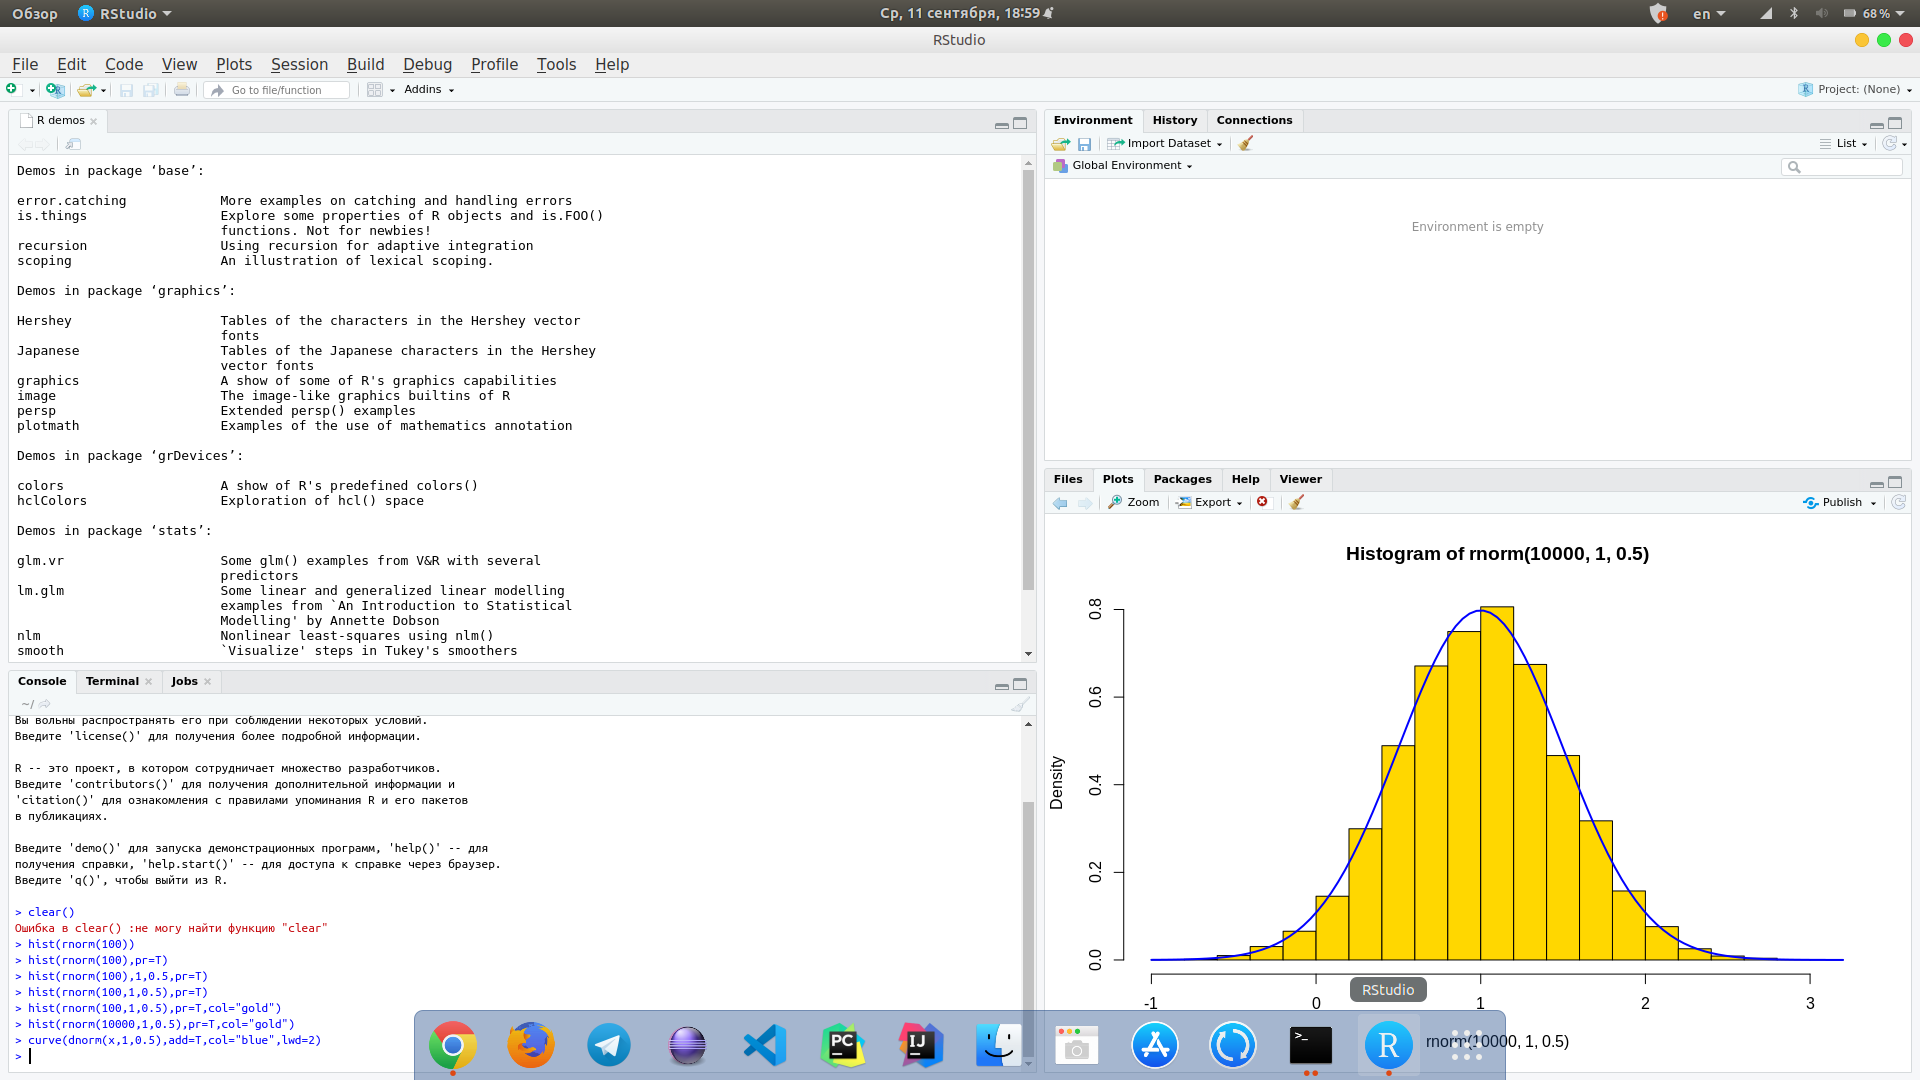 Обзор RStudio Ср, 11 сентября, 18:59 en 68 %
RStudio
File Edit Code View Plots Session Build Debug Profile Tools Help
Go to file/function Addins Project: (None)
R demos
Demos in package ‘base’:
error.catching More examples on catching and handling errors
is.things Explore some properties of R objects and is.FOO()
functions. Not for newbies!
recursion Using recursion for adaptive integration
scoping An illustration of lexical scoping.
Demos in package ‘graphics’:
Hershey Tables of the characters in the Hershey vector
fonts
Japanese Tables of the Japanese characters in the Hershey
vector fonts
graphics A show of some of R's graphics capabilities
image The image-like graphics builtins of R
persp Extended persp() examples
plotmath Examples of the use of mathematics annotation
Demos in package ‘grDevices’:
colors A show of R's predefined colors()
hclColors Exploration of hcl() space
Demos in package ‘stats’:
glm.vr Some glm() examples from V&R with several
predictors
lm.glm Some linear and generalized linear modelling
examples from `An Introduction to Statistical
Modelling' by Annette Dobson
nlm Nonlinear least-squares using nlm()
smooth `Visualize' steps in Tukey's smoothers
Console Terminal Jobs
~/
Вы вольны распространять его при соблюдении некоторых условий.
Введите 'license()' для получения более подробной информации.
R -- это проект, в котором сотрудничает множество разработчиков.
Введите 'contributors()' для получения дополнительной информации и
'citation()' для ознакомления с правилами упоминания R и его пакетов
в публикациях.
Введите 'demo()' для запуска демонстрационных программ, 'help()' -- для
получения справки, 'help.start()' -- для доступа к справке через браузер.
Введите 'q()', чтобы выйти из R.
> clear()
Ошибка в clear() :не могу найти функцию "clear"
> hist(rnorm(100))
> hist(rnorm(100),pr=T)
> hist(rnorm(100),1,0.5,pr=T)
> hist(rnorm(100,1,0.5),pr=T)
> hist(rnorm(100,1,0.5),pr=T,col="gold")
> hist(rnorm(10000,1,0.5),pr=T,col="gold")
> curve(dnorm(x,1,0.5),add=T,col="blue",lwd=2)
>
Environment History Connections
Import Dataset List
Global Environment
Environment is empty
Files Plots Packages Help Viewer
Zoom Export Publish
Histogram of rnorm(10000, 1, 0.5)
Density
0.8
0.6
0.4
0.2
0.0
-1 0 1 2 3
RStudio
rnorm(10000, 1, 0.5)
PC
IJ
>_
R